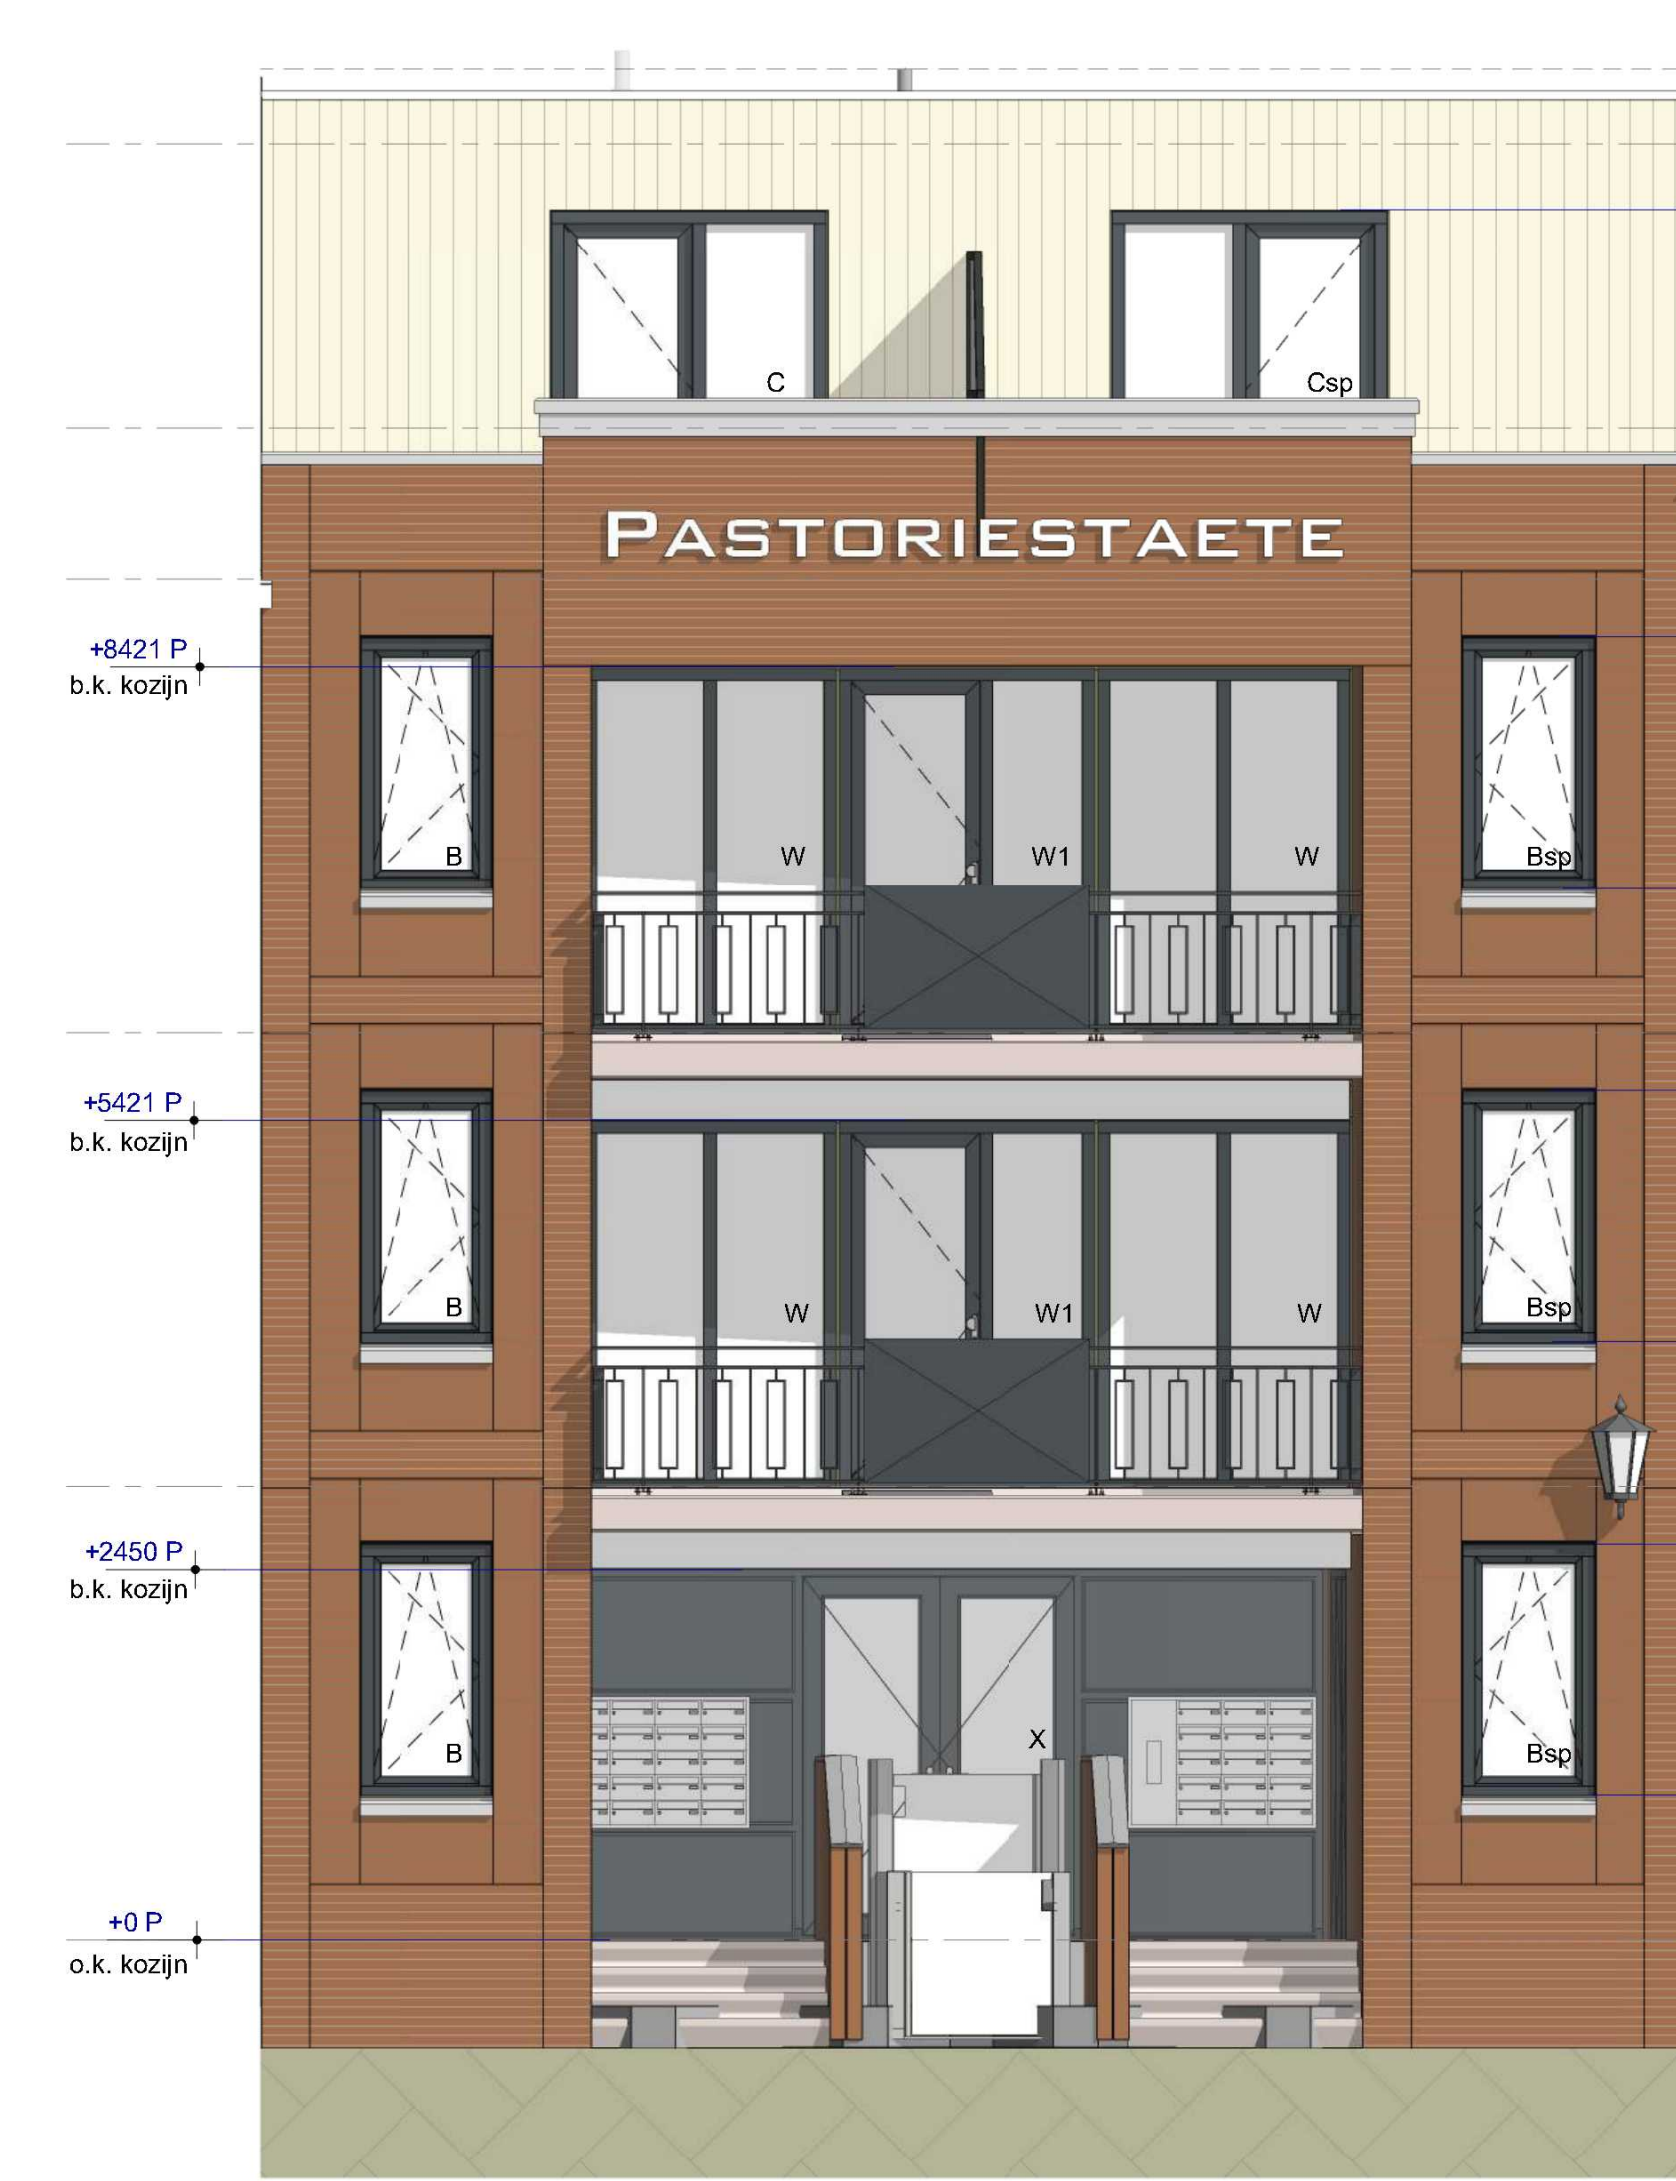 C
Csp
PASTORIESTAETE
+8421 P
b.k. kozijn
B
W
W1
W
Bsp
+5421 P
b.k. kozijn
B
W
W1
W
Bsp
+2450 P
b.k. kozijn
B
X
Bsp
+0 P
o.k. kozijn